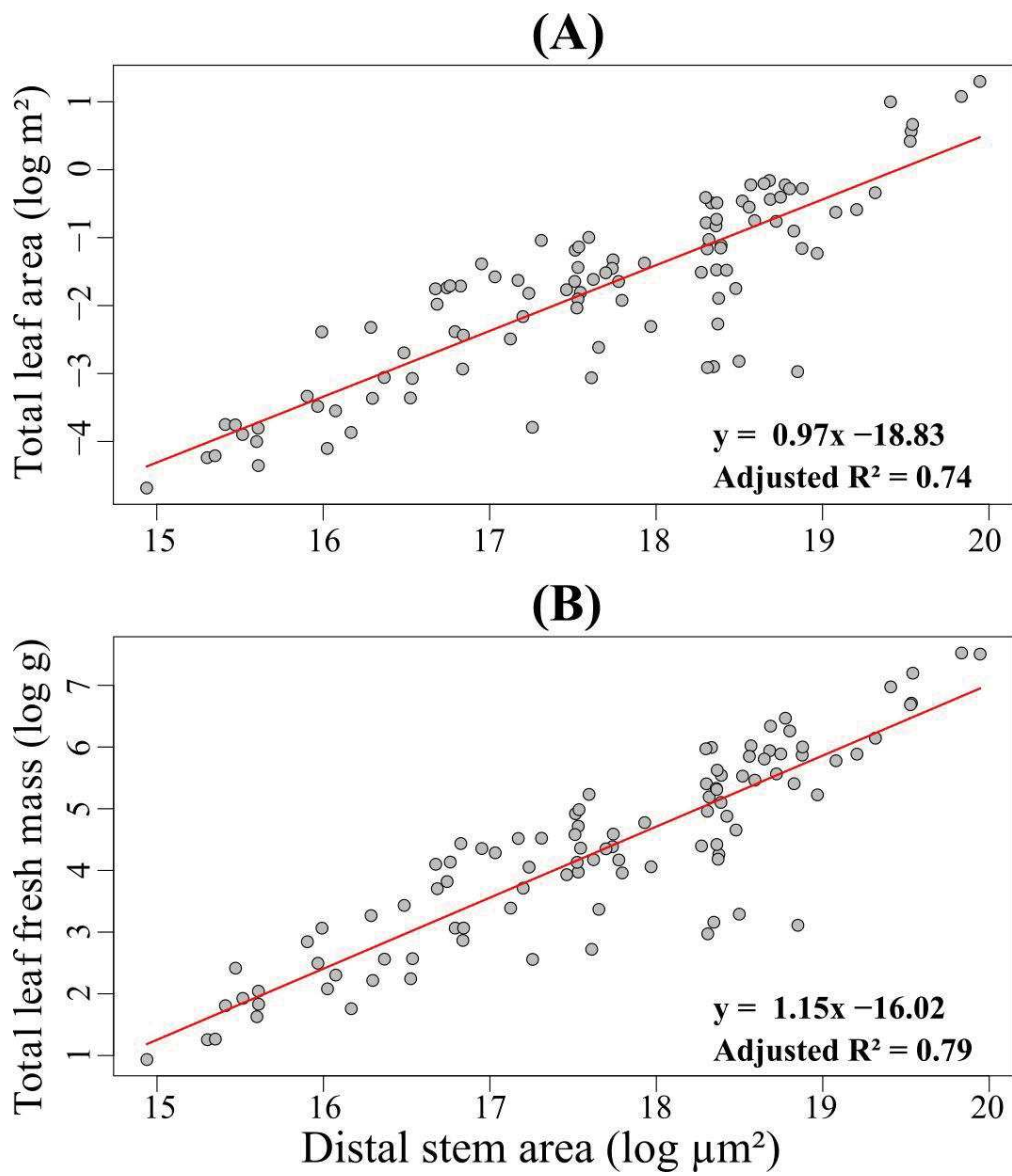 (A)
Total leaf area (log m²)
1
0
−1
−2
−3
−4
y = 0.97x −18.83
Adjusted R² = 0.74
15 16 17 18 19 20
(B)
Total leaf fresh mass (log g)
7
6
5
4
3
2
1
y = 1.15x −16.02
Adjusted R² = 0.79
15 16 17 18 19 20
Distal stem area (log µm²)